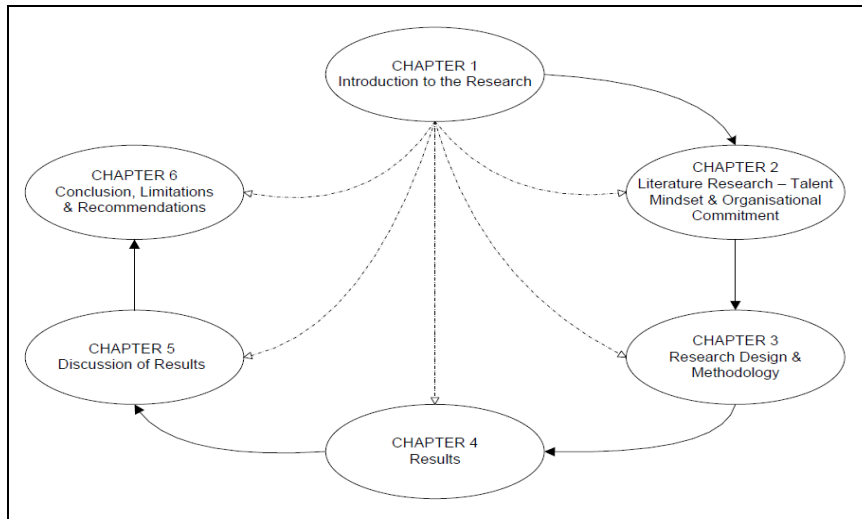 CHAPTER 1
Introduction to the Research
CHAPTER 2
Literature Research – Talent
Mindset & Organisational
Commitment
CHAPTER 3
Research Design &
Methodology
CHAPTER 4
Results
CHAPTER 5
Discussion of Results
CHAPTER 6
Conclusion, Limitations
& Recommendations